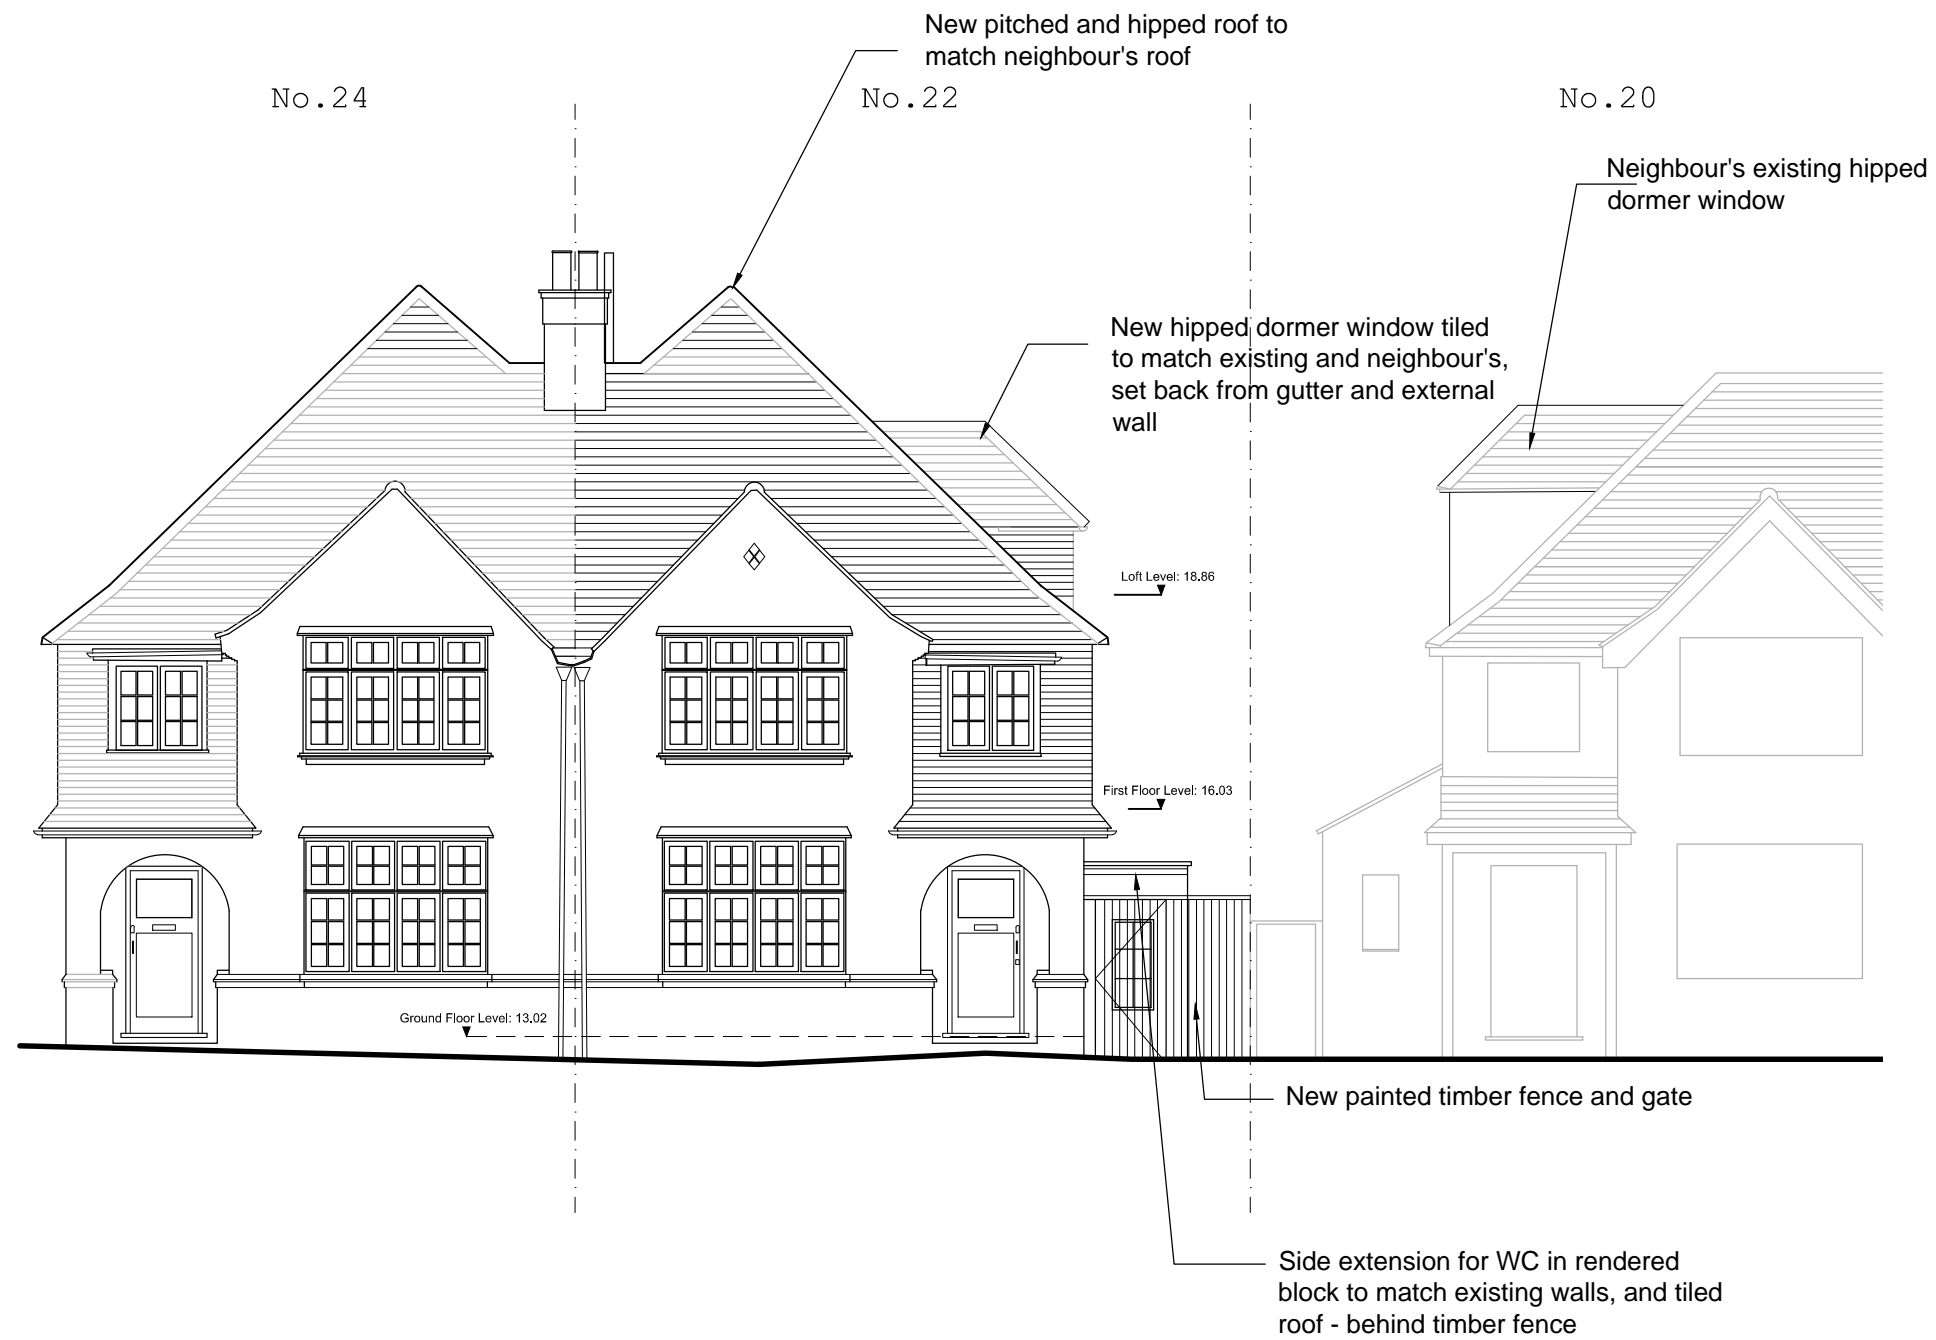 New pitched and hipped roof to
match neighbour's roof
No.24
No.22
No.20
Neighbour's existing hipped
dormer window
New hipped dormer window tiled
to match existing and neighbour's,
set back from gutter and external
wall
Loft Level: 18.86
First Floor Level: 16.03
Ground Floor Level: 13.02
New painted timber fence and gate
Side extension for WC in rendered
block to match existing walls, and tiled
roof - behind timber fence